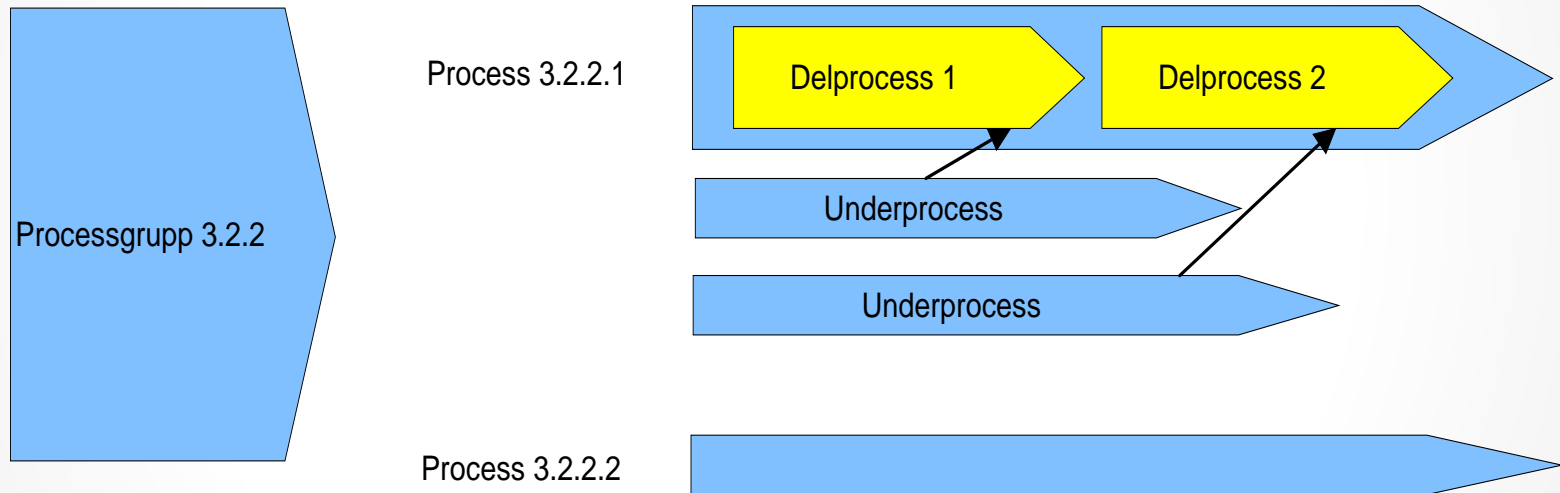 Process 3.2.2.1
Delprocess 1
Delprocess 2
Processgrupp 3.2.2
Underprocess
Underprocess
Process 3.2.2.2